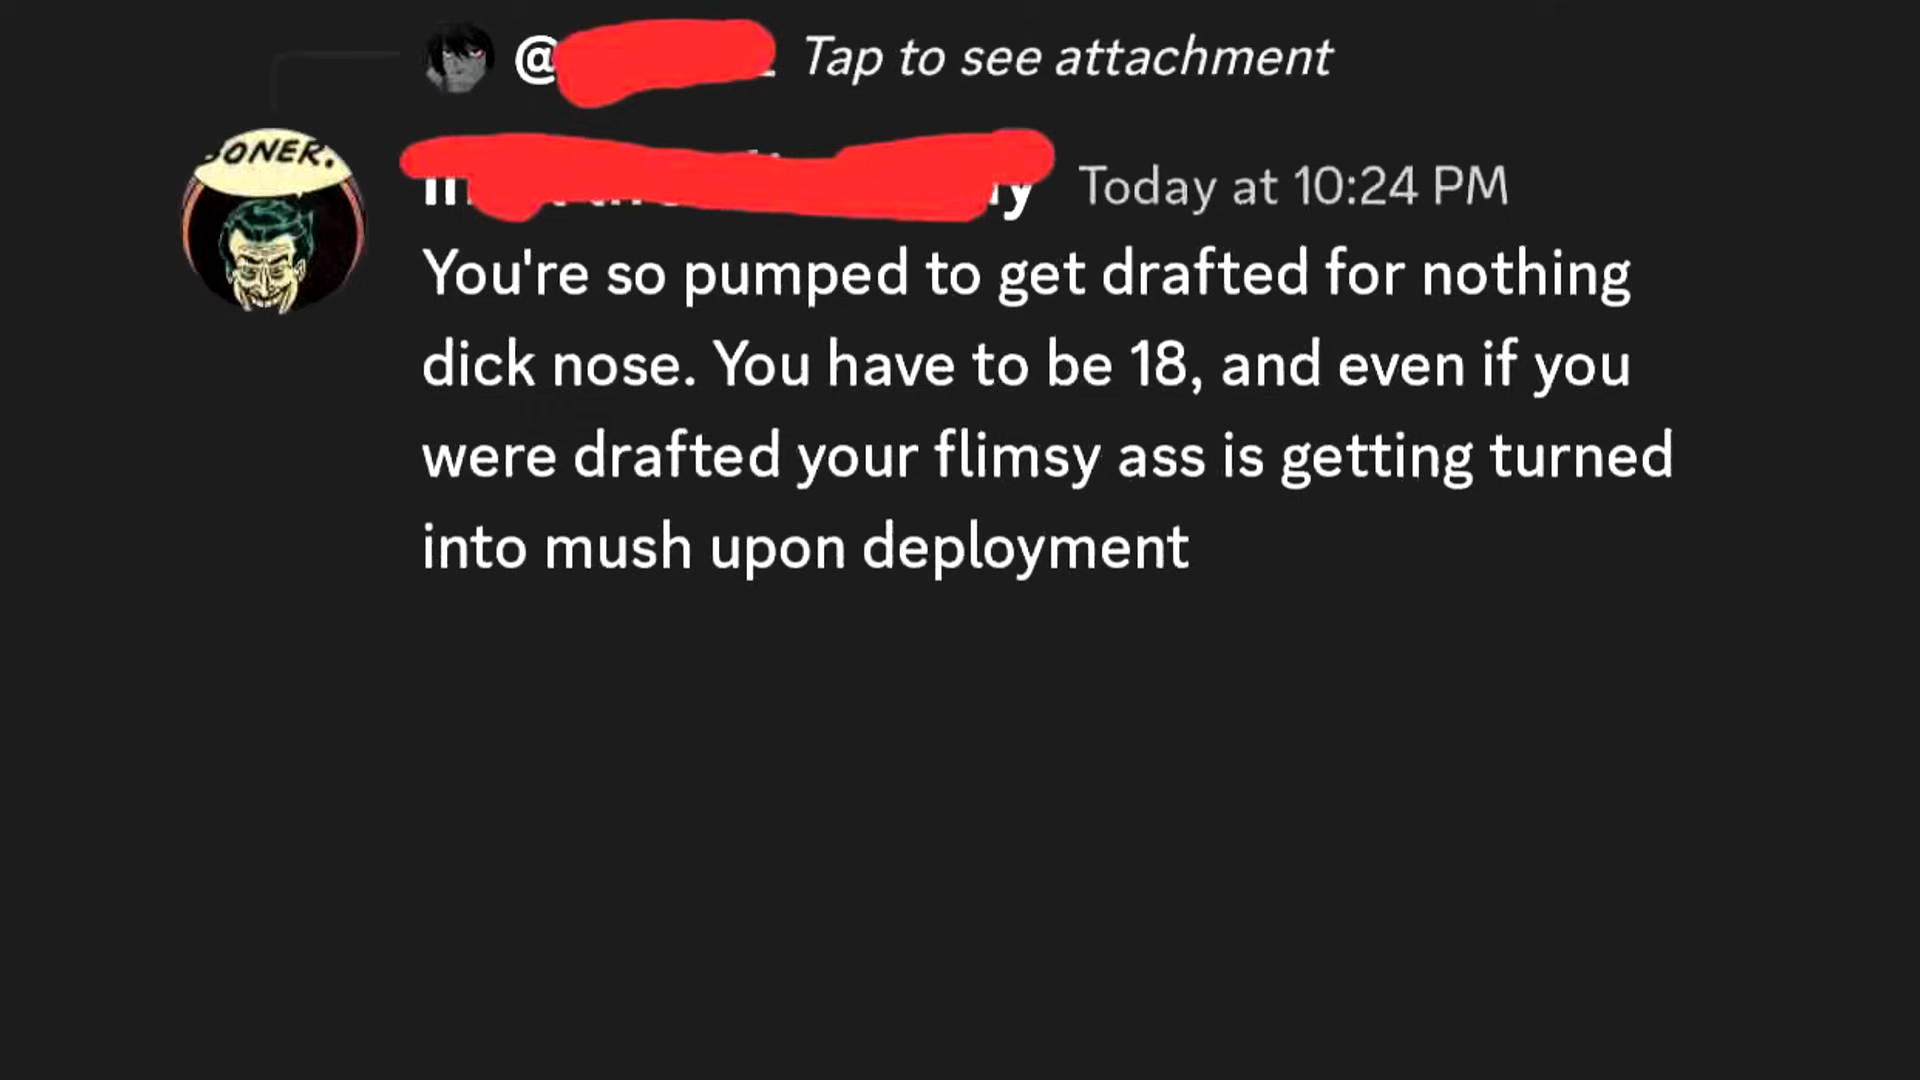 @ Tap to see attachment
BONER.
Today at 10:24 PM
You're so pumped to get drafted for nothing
dick nose. You have to be 18, and even if you
were drafted your flimsy ass is getting turned
into mush upon deployment